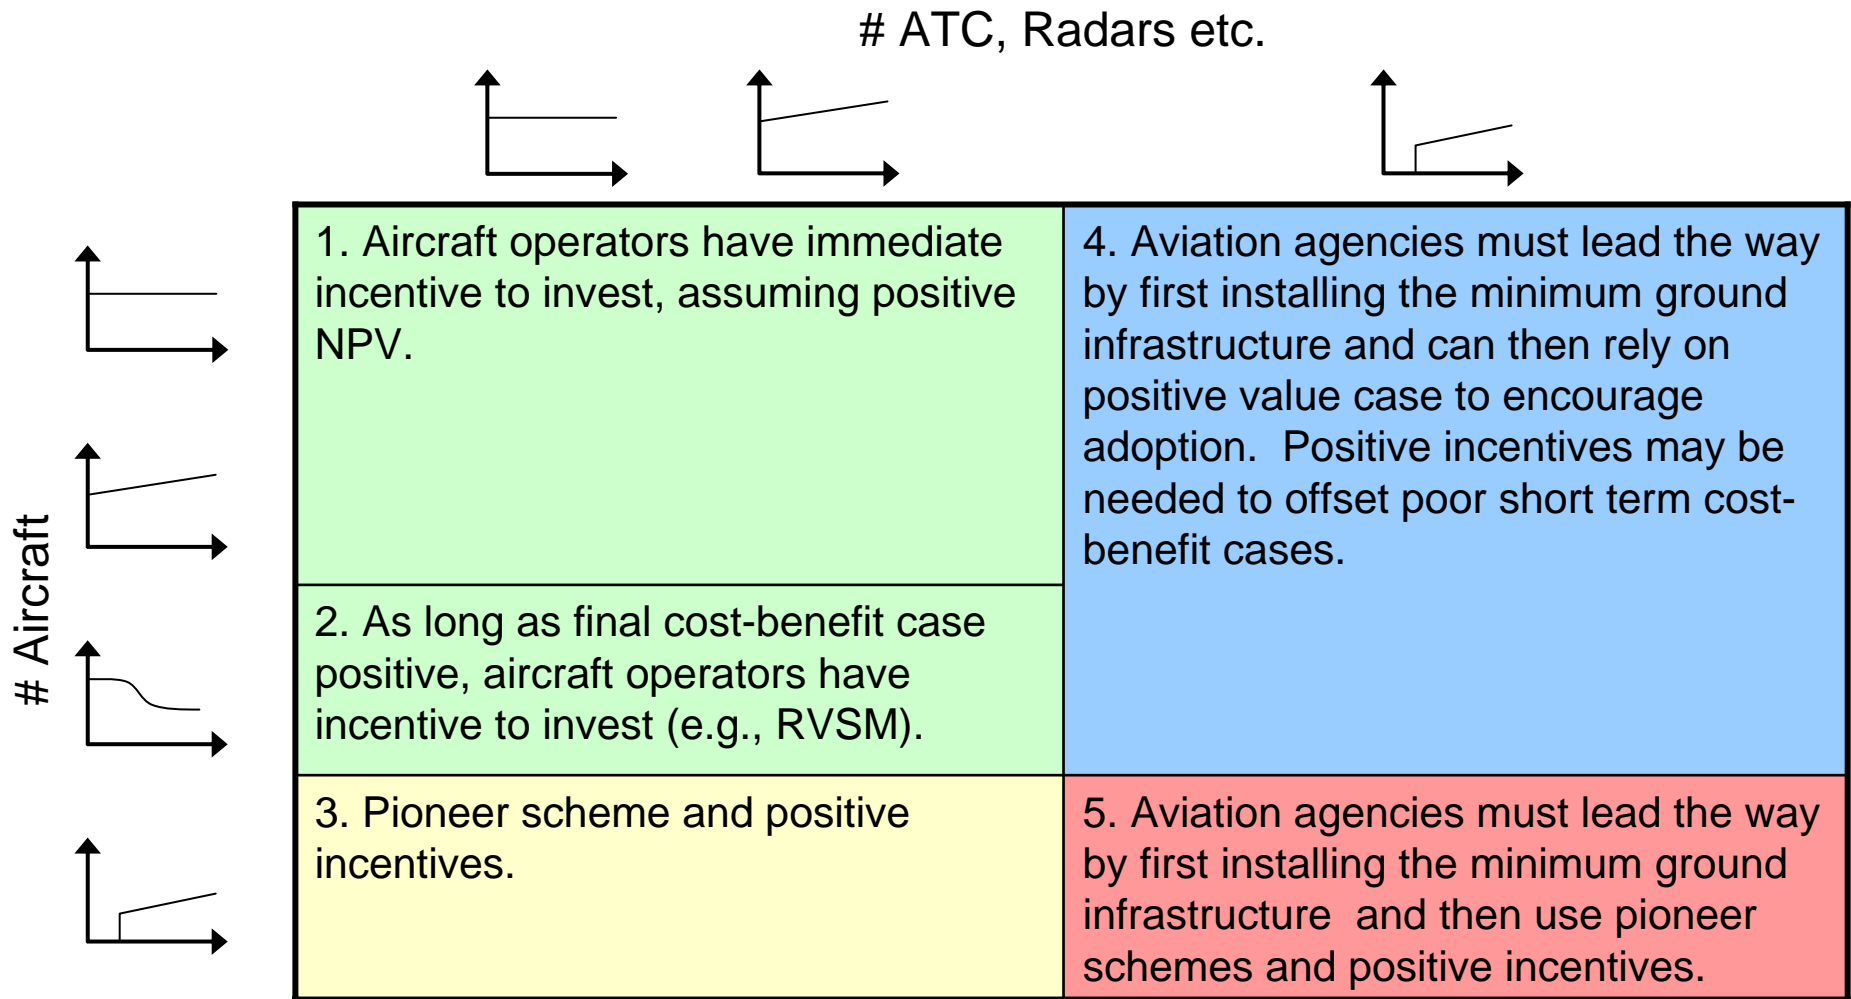 # ATC, Radars etc.
# Aircraft
1. Aircraft operators have immediate
incentive to invest, assuming positive
NPV.
2. As long as final cost-benefit case
positive, aircraft operators have
incentive to invest (e.g., RVSM).
3. Pioneer scheme and positive
incentives.
4. Aviation agencies must lead the way
by first installing the minimum ground
infrastructure and can then rely on
positive value case to encourage
adoption.  Positive incentives may be
needed to offset poor short term cost-
benefit cases.
5. Aviation agencies must lead the way
by first installing the minimum ground
infrastructure  and then use pioneer
schemes and positive incentives.